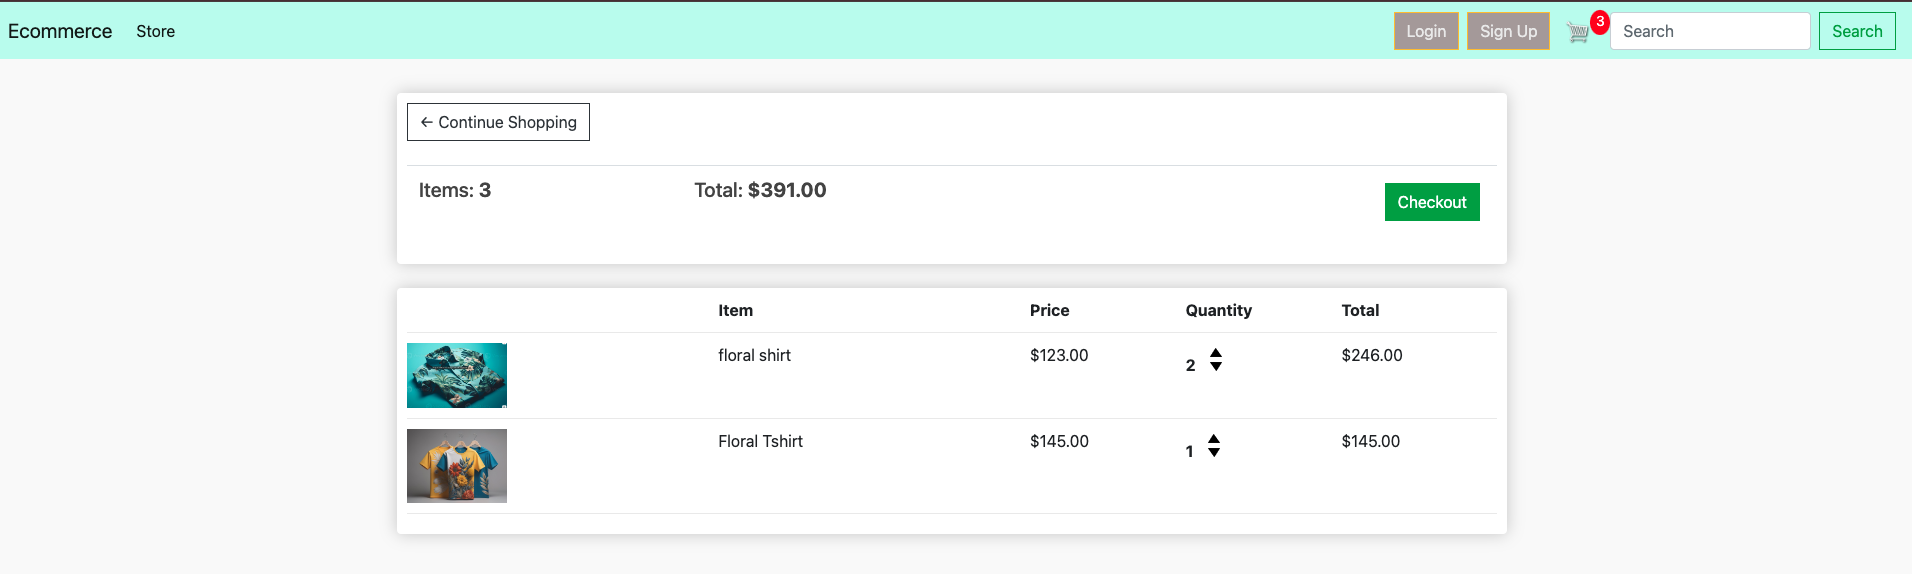 Ecommerce Store Login Sign Up 3 Search Search
← Continue Shopping
Items: 3 Total: $391.00 Checkout
Item Price Quantity Total
floral shirt $123.00 2 $246.00
Floral Tshirt $145.00 1 $145.00